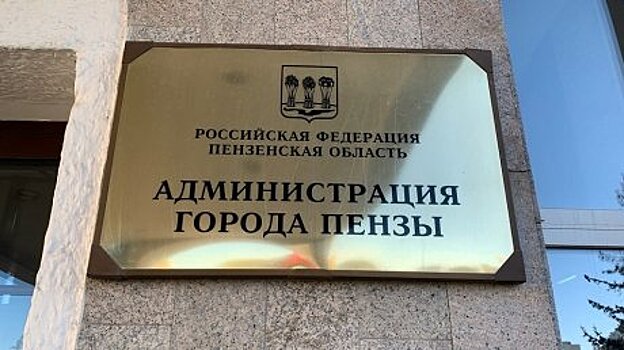 РОССИЙСКАЯ ФЕДЕРАЦИЯ
ПЕНЗЕНСКАЯ ОБЛАСТЬ
АДМИНИСТРАЦИЯ
ГОРОДА ПЕНЗЫ